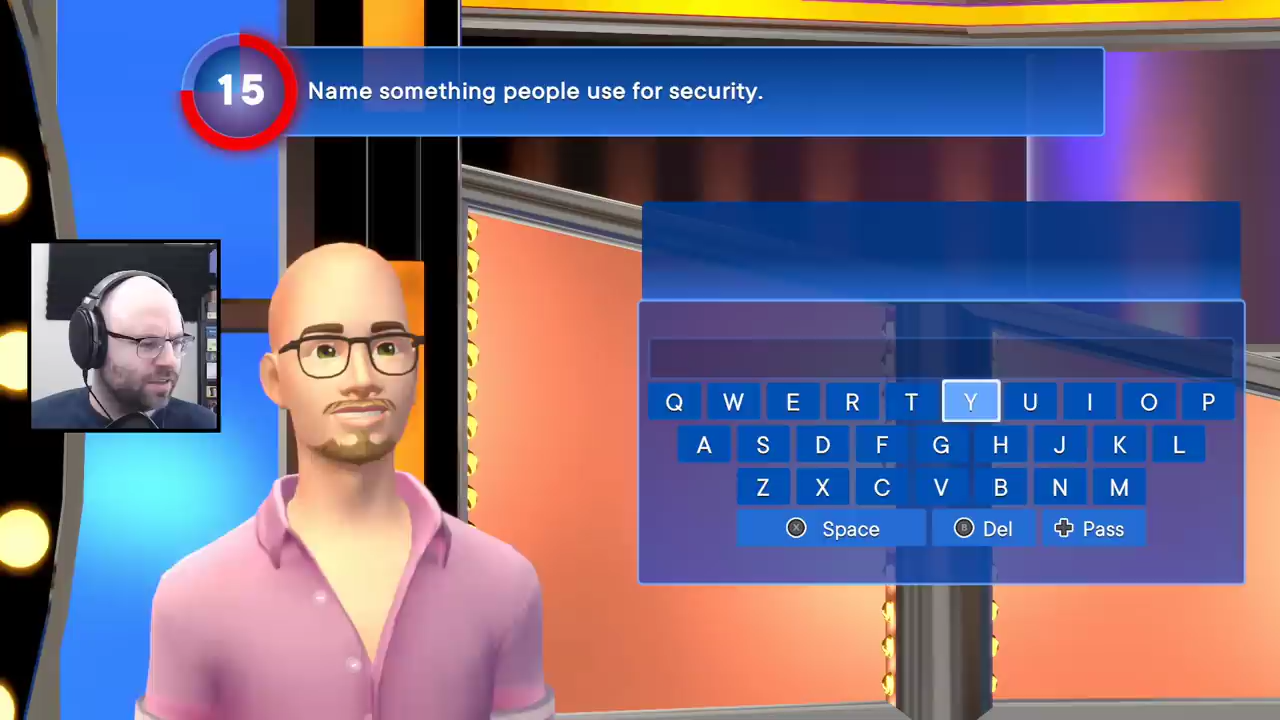 15
Name something people use for security.
Q W E R T Y U I O P
A S D F G H J K L
Z X C V B N M
X Space B Del Pass